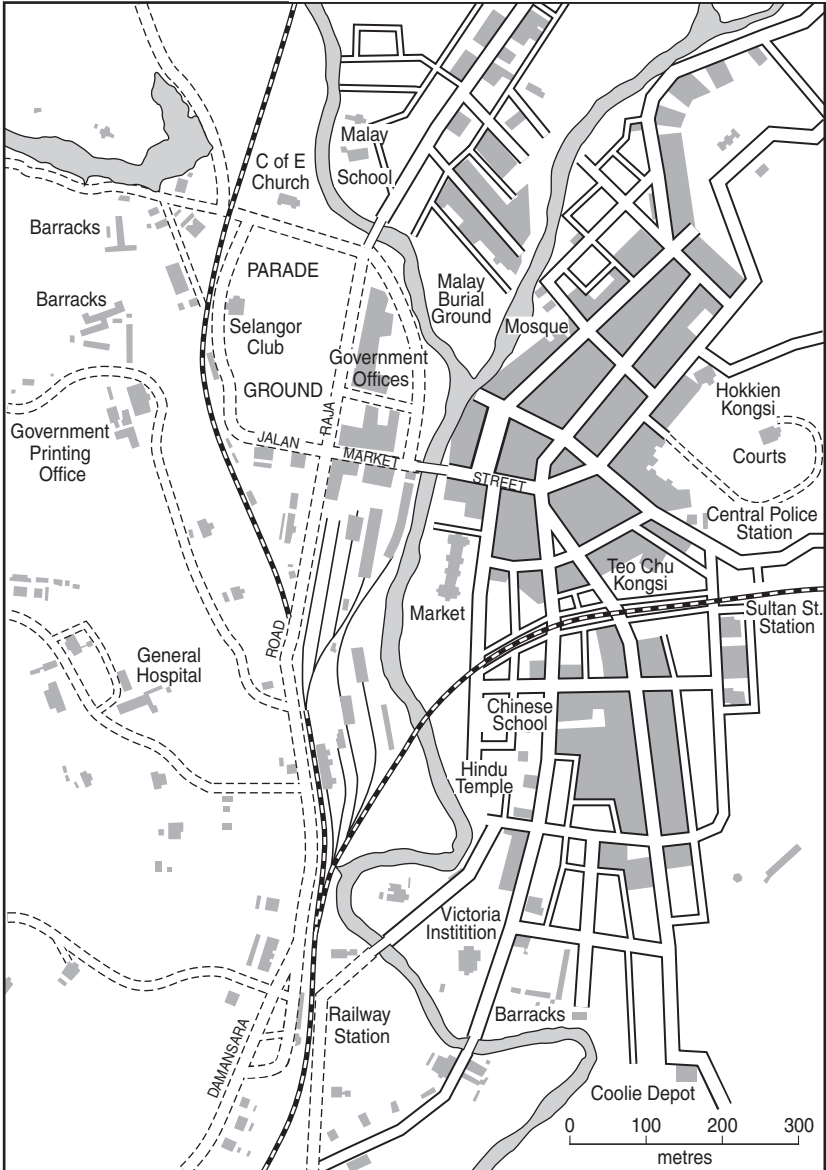 Malay
School
C of E
Church
Barracks
PARADE
Malay
Burial
Ground
Mosque
Barracks
Selangor
Club
Government
Offices
GROUND
RAJA
Hokkien
Kongsi
Government
Printing
Office
JALAN
MARKET
STREET
Courts
Central Police
Station
Teo Chu
Kongsi
Market
Sultan St.
Station
ROAD
General
Hospital
Chinese
School
Hindu
Temple
Victoria
Institition
Railway
Station
Barracks
DAMANSARA
Coolie Depot
0 100 200 300
metres